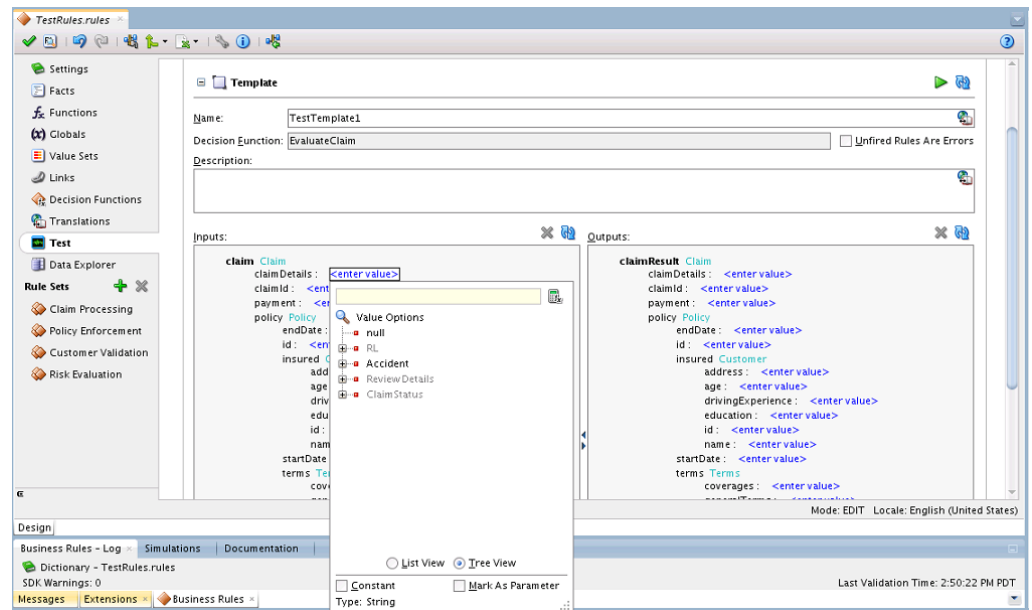 TestRules.rules
Settings
Facts
Functions
Globals
Value Sets
Links
Decision Functions
Translations
Test
Data Explorer
Rule Sets
Claim Processing
Policy Enforcement
Customer Validation
Risk Evaluation
Template
Name: TestTemplate1
Decision Function: EvaluateClaim Unfired Rules Are Errors
Description:
Inputs:
claim Claim
claimDetails : <enter value>
claimId :
payment :
policy Policy
endDate :
id :
insured
startDate
terms
Value Options
null
RL
Accident
ReviewDetails
ClaimStatus
List View Tree View
Constant Mark As Parameter
Type: String
Outputs:
claimResult Claim
claimDetails : <enter value>
claimId : <enter value>
payment : <enter value>
policy Policy
endDate : <enter value>
id : <enter value>
insured Customer
address : <enter value>
age : <enter value>
drivingExperience : <enter value>
education : <enter value>
id : <enter value>
name : <enter value>
startDate : <enter value>
terms Terms
coverages : <enter value>
Mode: EDIT Locale: English (United States)
Design
Business Rules - Log Simulations Documentation
Dictionary - TestRules.rules
SDK Warnings: 0 Last Validation Time: 2:50:22 PM PDT
Messages Extensions Business Rules